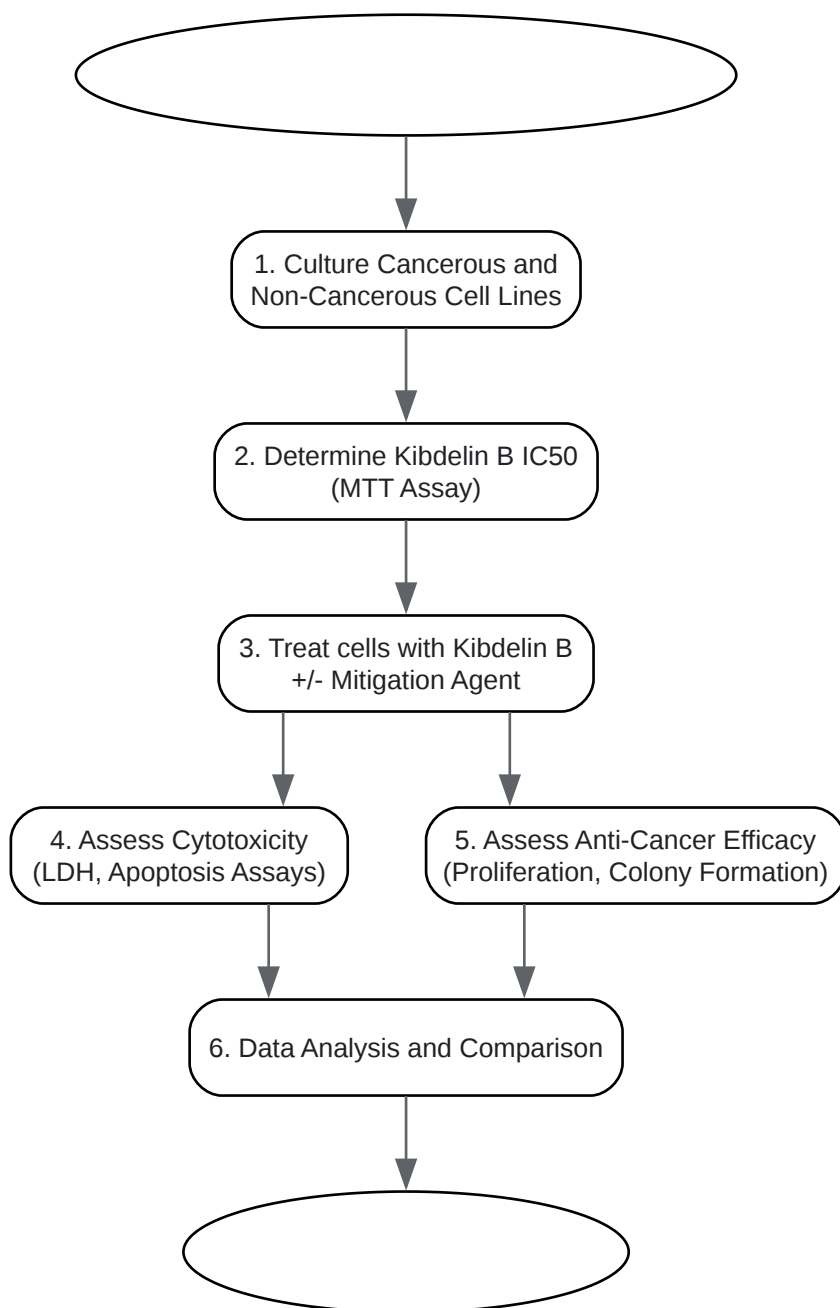 1. Culture Cancerous and
Non-Cancerous Cell Lines
2. Determine Kibdelin B IC50
(MTT Assay)
3. Treat cells with Kibdelin B
+/- Mitigation Agent
4. Assess Cytotoxicity
(LDH, Apoptosis Assays)
5. Assess Anti-Cancer Efficacy
(Proliferation, Colony Formation)
6. Data Analysis and Comparison